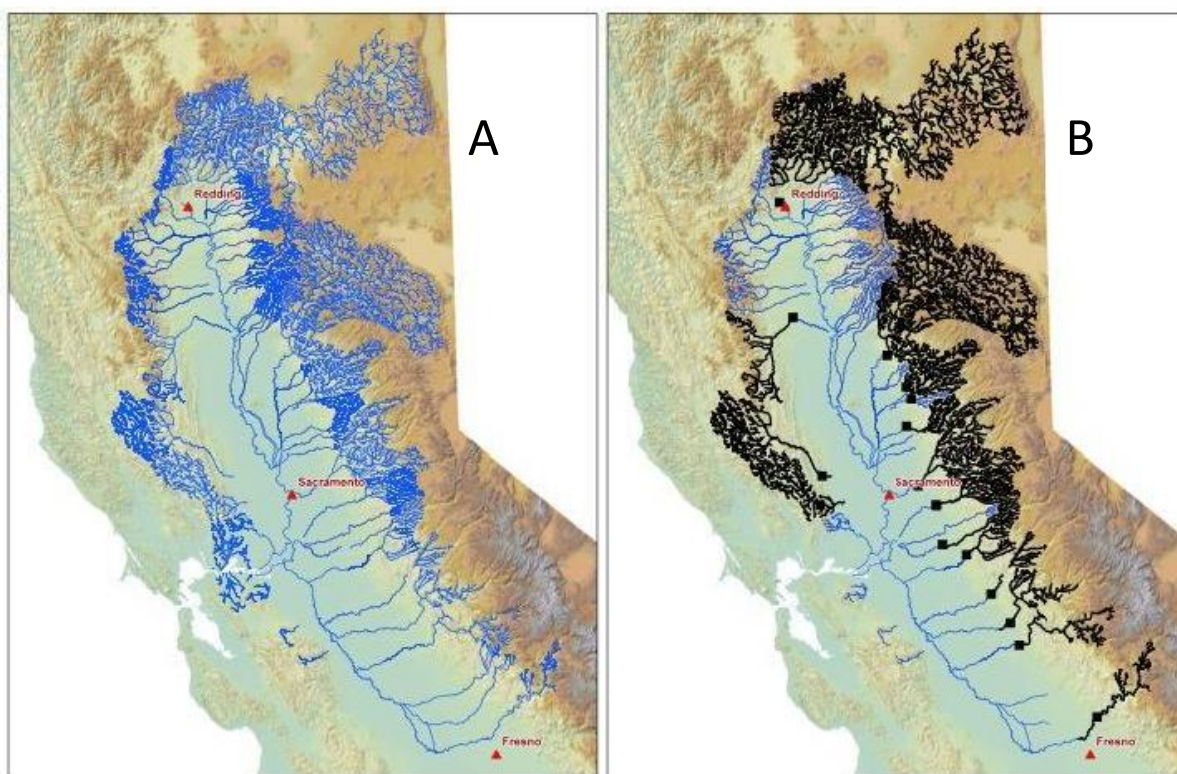 A
Redding
Sacramento
Fresno
B
Redding
Sacramento
Fresno